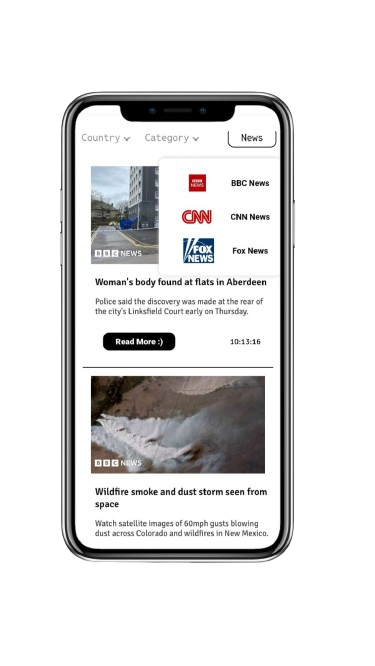 Country
Category
News
BBC NEWS
BBC News
CNN
CNN News
FOX NEWS
Fox News
BBC NEWS
Woman's body found at flats in Aberdeen
Police said the discovery was made at the rear of
the city's Linksfield Court early on Thursday.
Read More :)
10:13:16
BBC NEWS
Wildfire smoke and dust storm seen from
space
Watch satellite images of 60mph gusts blowing
dust across Colorado and wildfires in New Mexico.